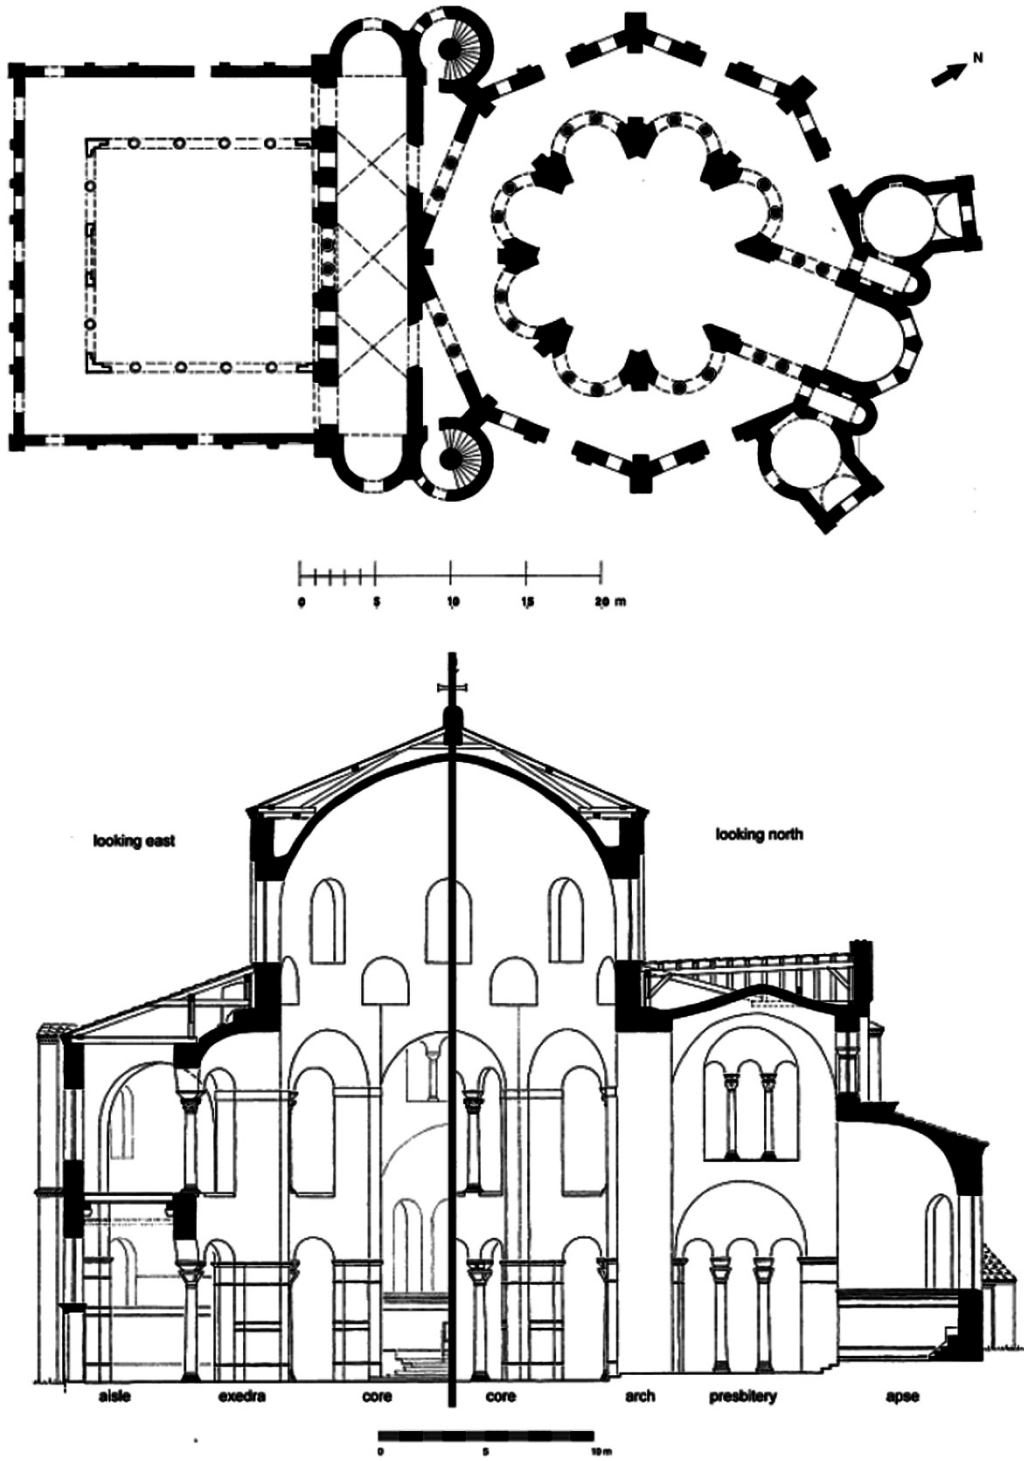 N
0 5 10 15 20 m
looking east
looking north
aisle exedra core core arch presbitery apse
0 5 10 m